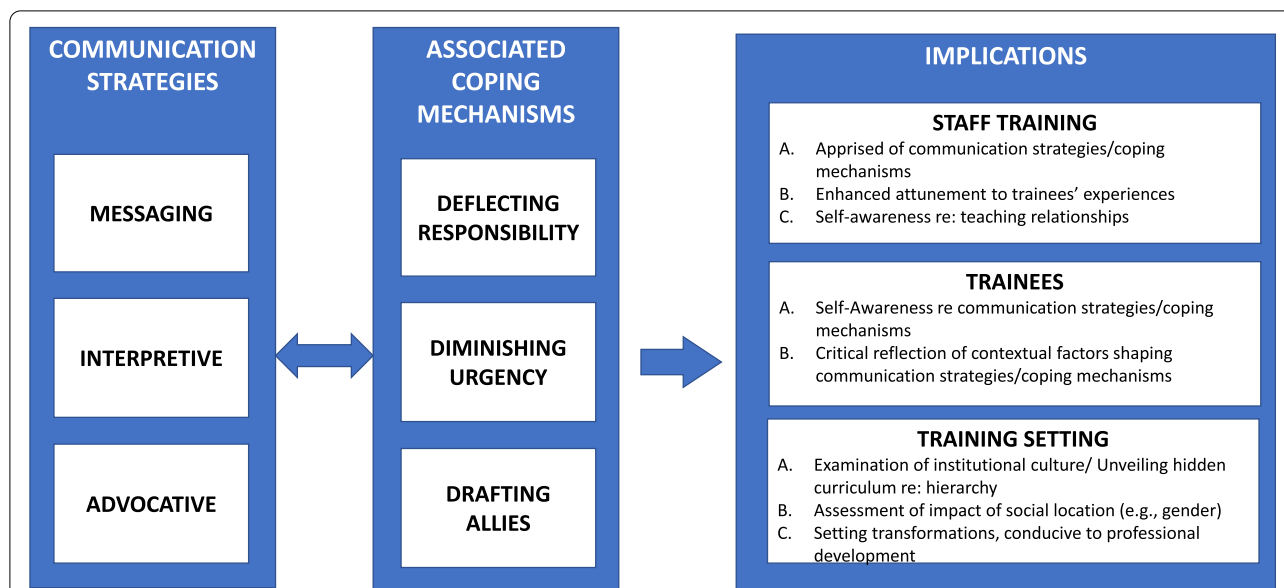 COMMUNICATION
STRATEGIES
MESSAGING
INTERPRETIVE
ADVOCATIVE
ASSOCIATED
COPING
MECHANISMS
DEFLECTING
RESPONSIBILITY
DIMINISHING
URGENCY
DRAFTING
ALLIES
IMPLICATIONS
STAFF TRAINING
A. Apprised of communication strategies/coping
mechanisms
B. Enhanced attunement to trainees’ experiences
C. Self-awareness re: teaching relationships
TRAINEES
A. Self-Awareness re communication strategies/coping
mechanisms
B. Critical reflection of contextual factors shaping
communication strategies/coping mechanisms
TRAINING SETTING
A. Examination of institutional culture/ Unveiling hidden
curriculum re: hierarchy
B. Assessment of impact of social location (e.g., gender)
C. Setting transformations, conducive to professional
development